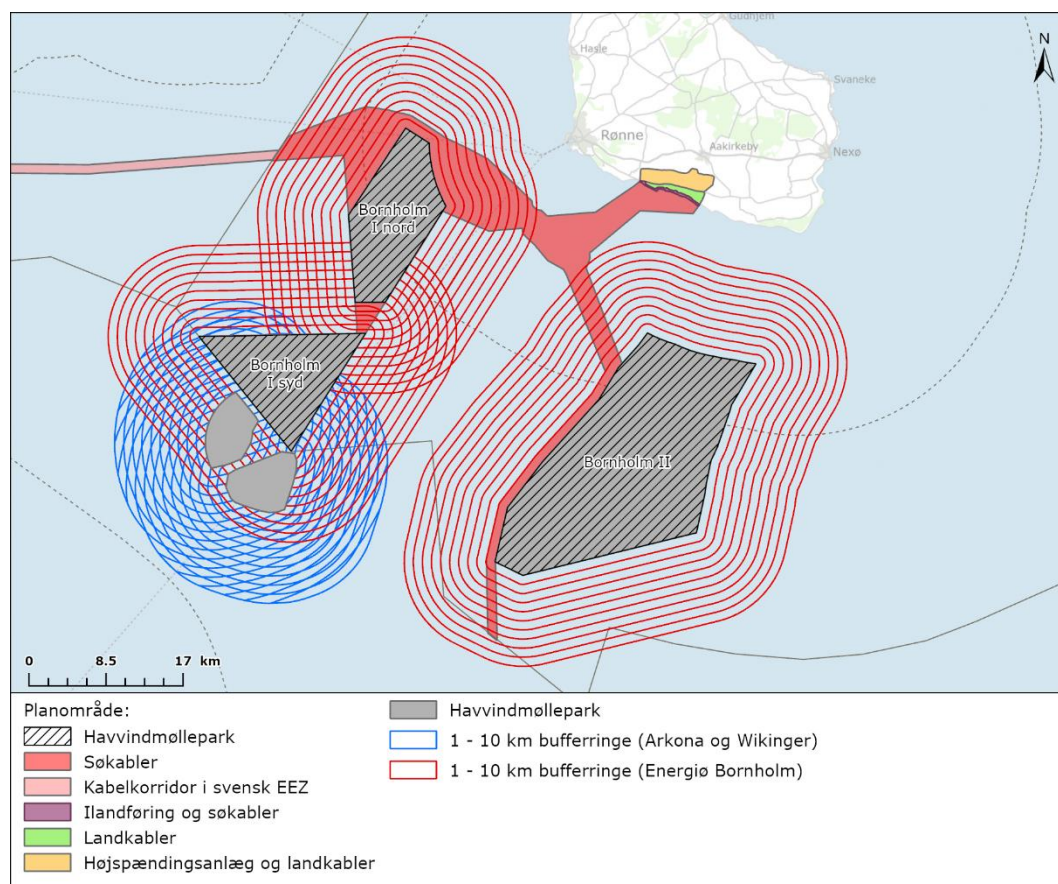 Gudhjem
Hasle
Svaneke
N
Rønne
Aakirkeby
Nexø
Bornholm
I nord
Bornholm
I syd
Bornholm II
0 8.5 17 km
Planområde:
Havvindmøllepark
Søkabler
Kabelkorridor i svensk EEZ
Ilandføring og søkabler
Landkabler
Højspændingsanlæg og landkabler
Havvindmøllepark
1 - 10 km bufferringe (Arkona og Wikinger)
1 - 10 km bufferringe (Energiø Bornholm)